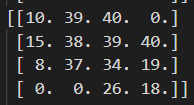 [[10. 39. 40.  0.]
 [15. 38. 39. 40.]
 [ 8. 37. 34. 19.]
 [ 0.  0. 26. 18.]]